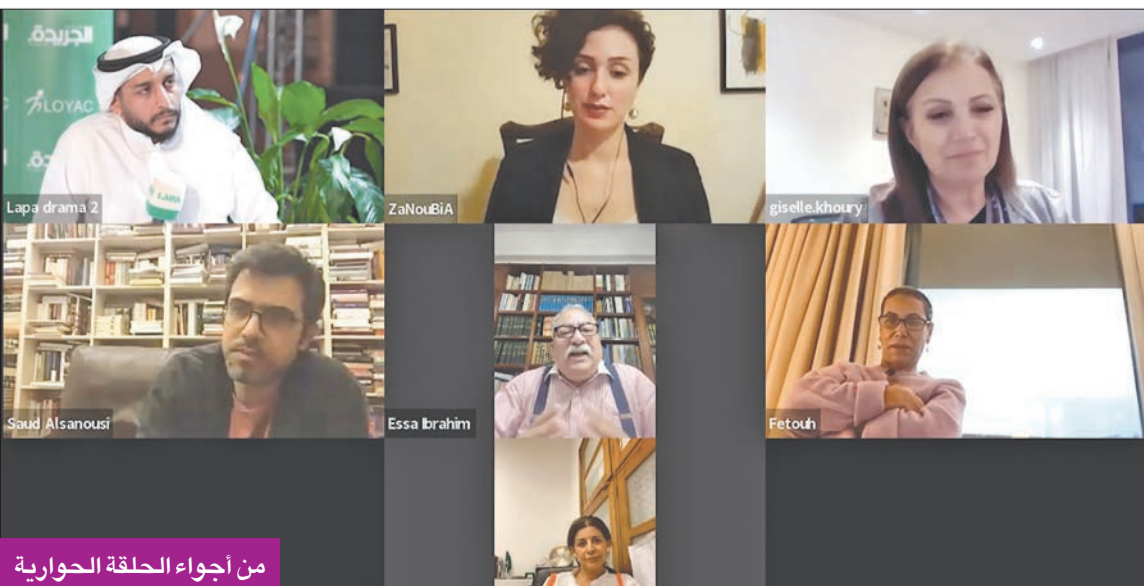 الجريدة.
LOYAC
Lapa drama 2
ZaNouBiA
giselle.khoury
Saud Alsanousi
Essa Ibrahim
Fetouh
من أجواء الحلقة الحوارية